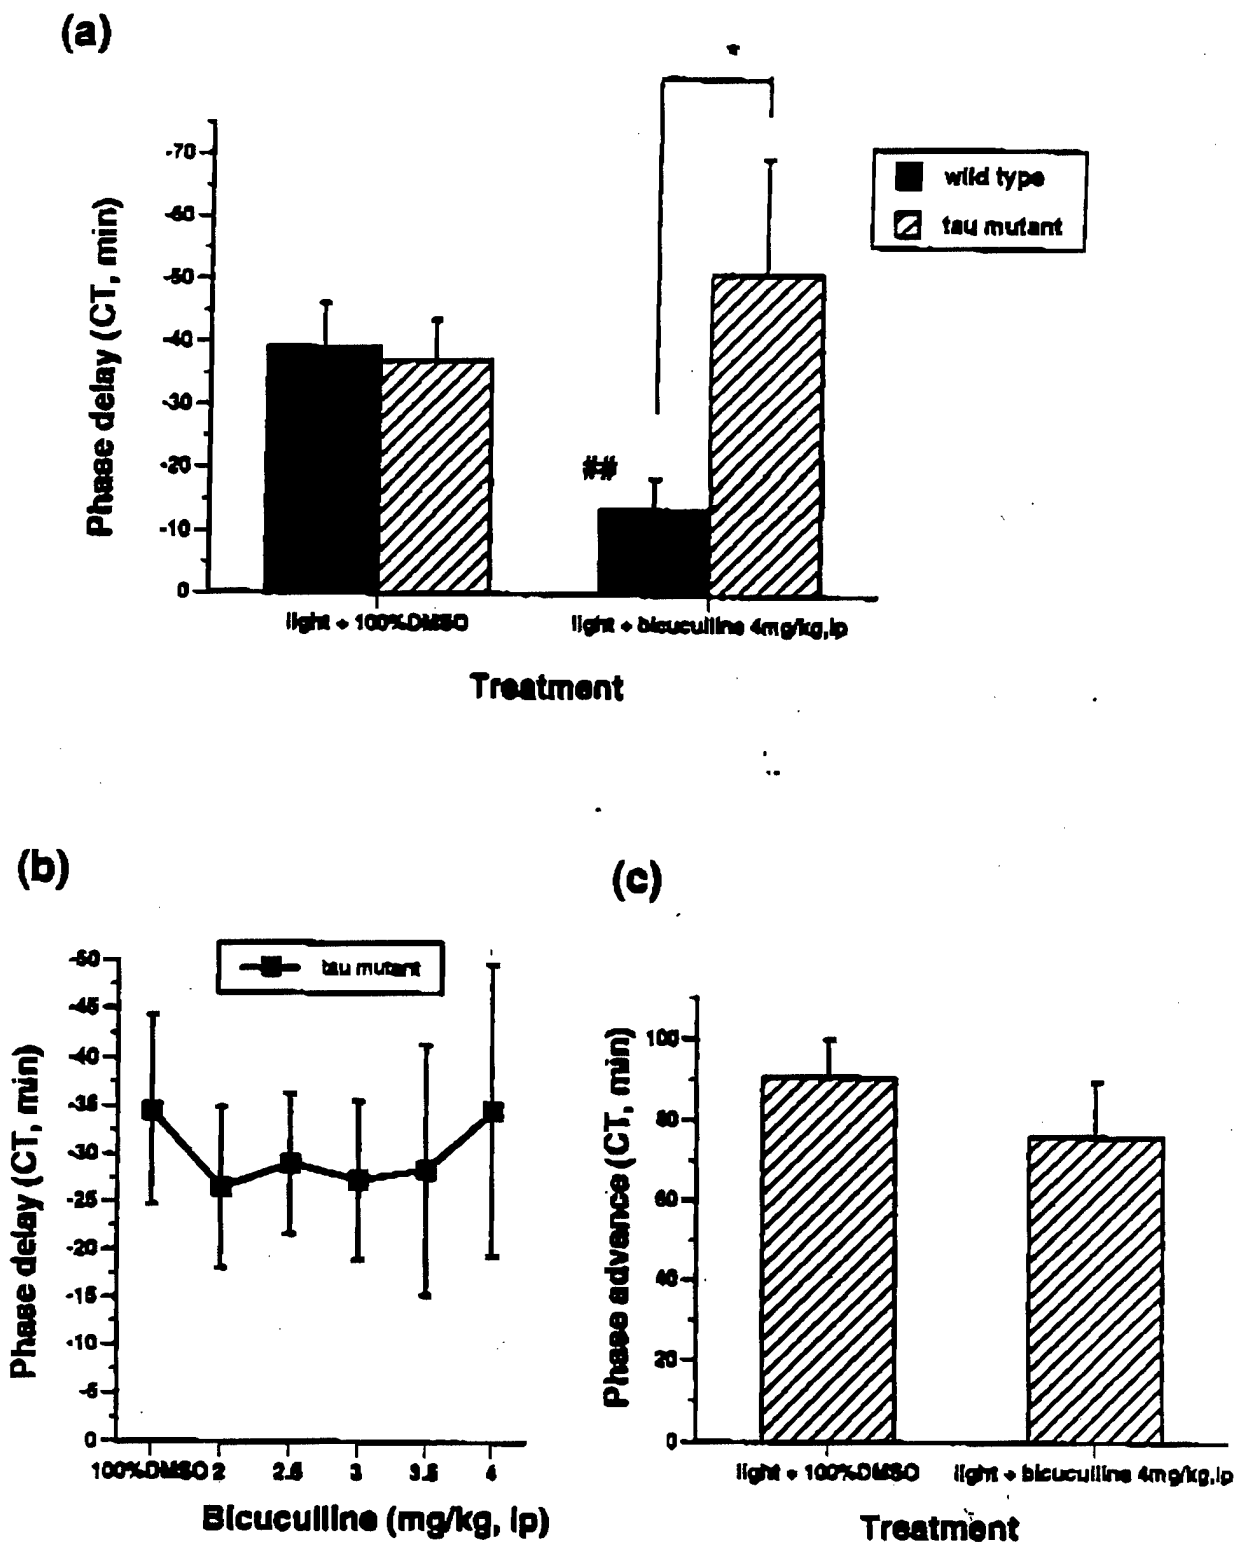 (a)
*
-70
-60
-50
-40
-30
-20
-10
0
Phase delay (CT, min)
wild type
tau mutant
##
light + 100%DMSO
light + bicuculline 4mg/kg,ip
Treatment
(b)
tau mutant
-50
-45
-40
-35
-30
-25
-20
-15
-10
-5
0
Phase delay (CT, min)
100%DMSO 2 2.5 3 3.5 4
Bicuculline (mg/kg, ip)
(c)
100
80
60
40
20
0
Phase advence (CT, min)
light + 100%DMSO
light + bicuculline 4mg/kg,ip
Treatment